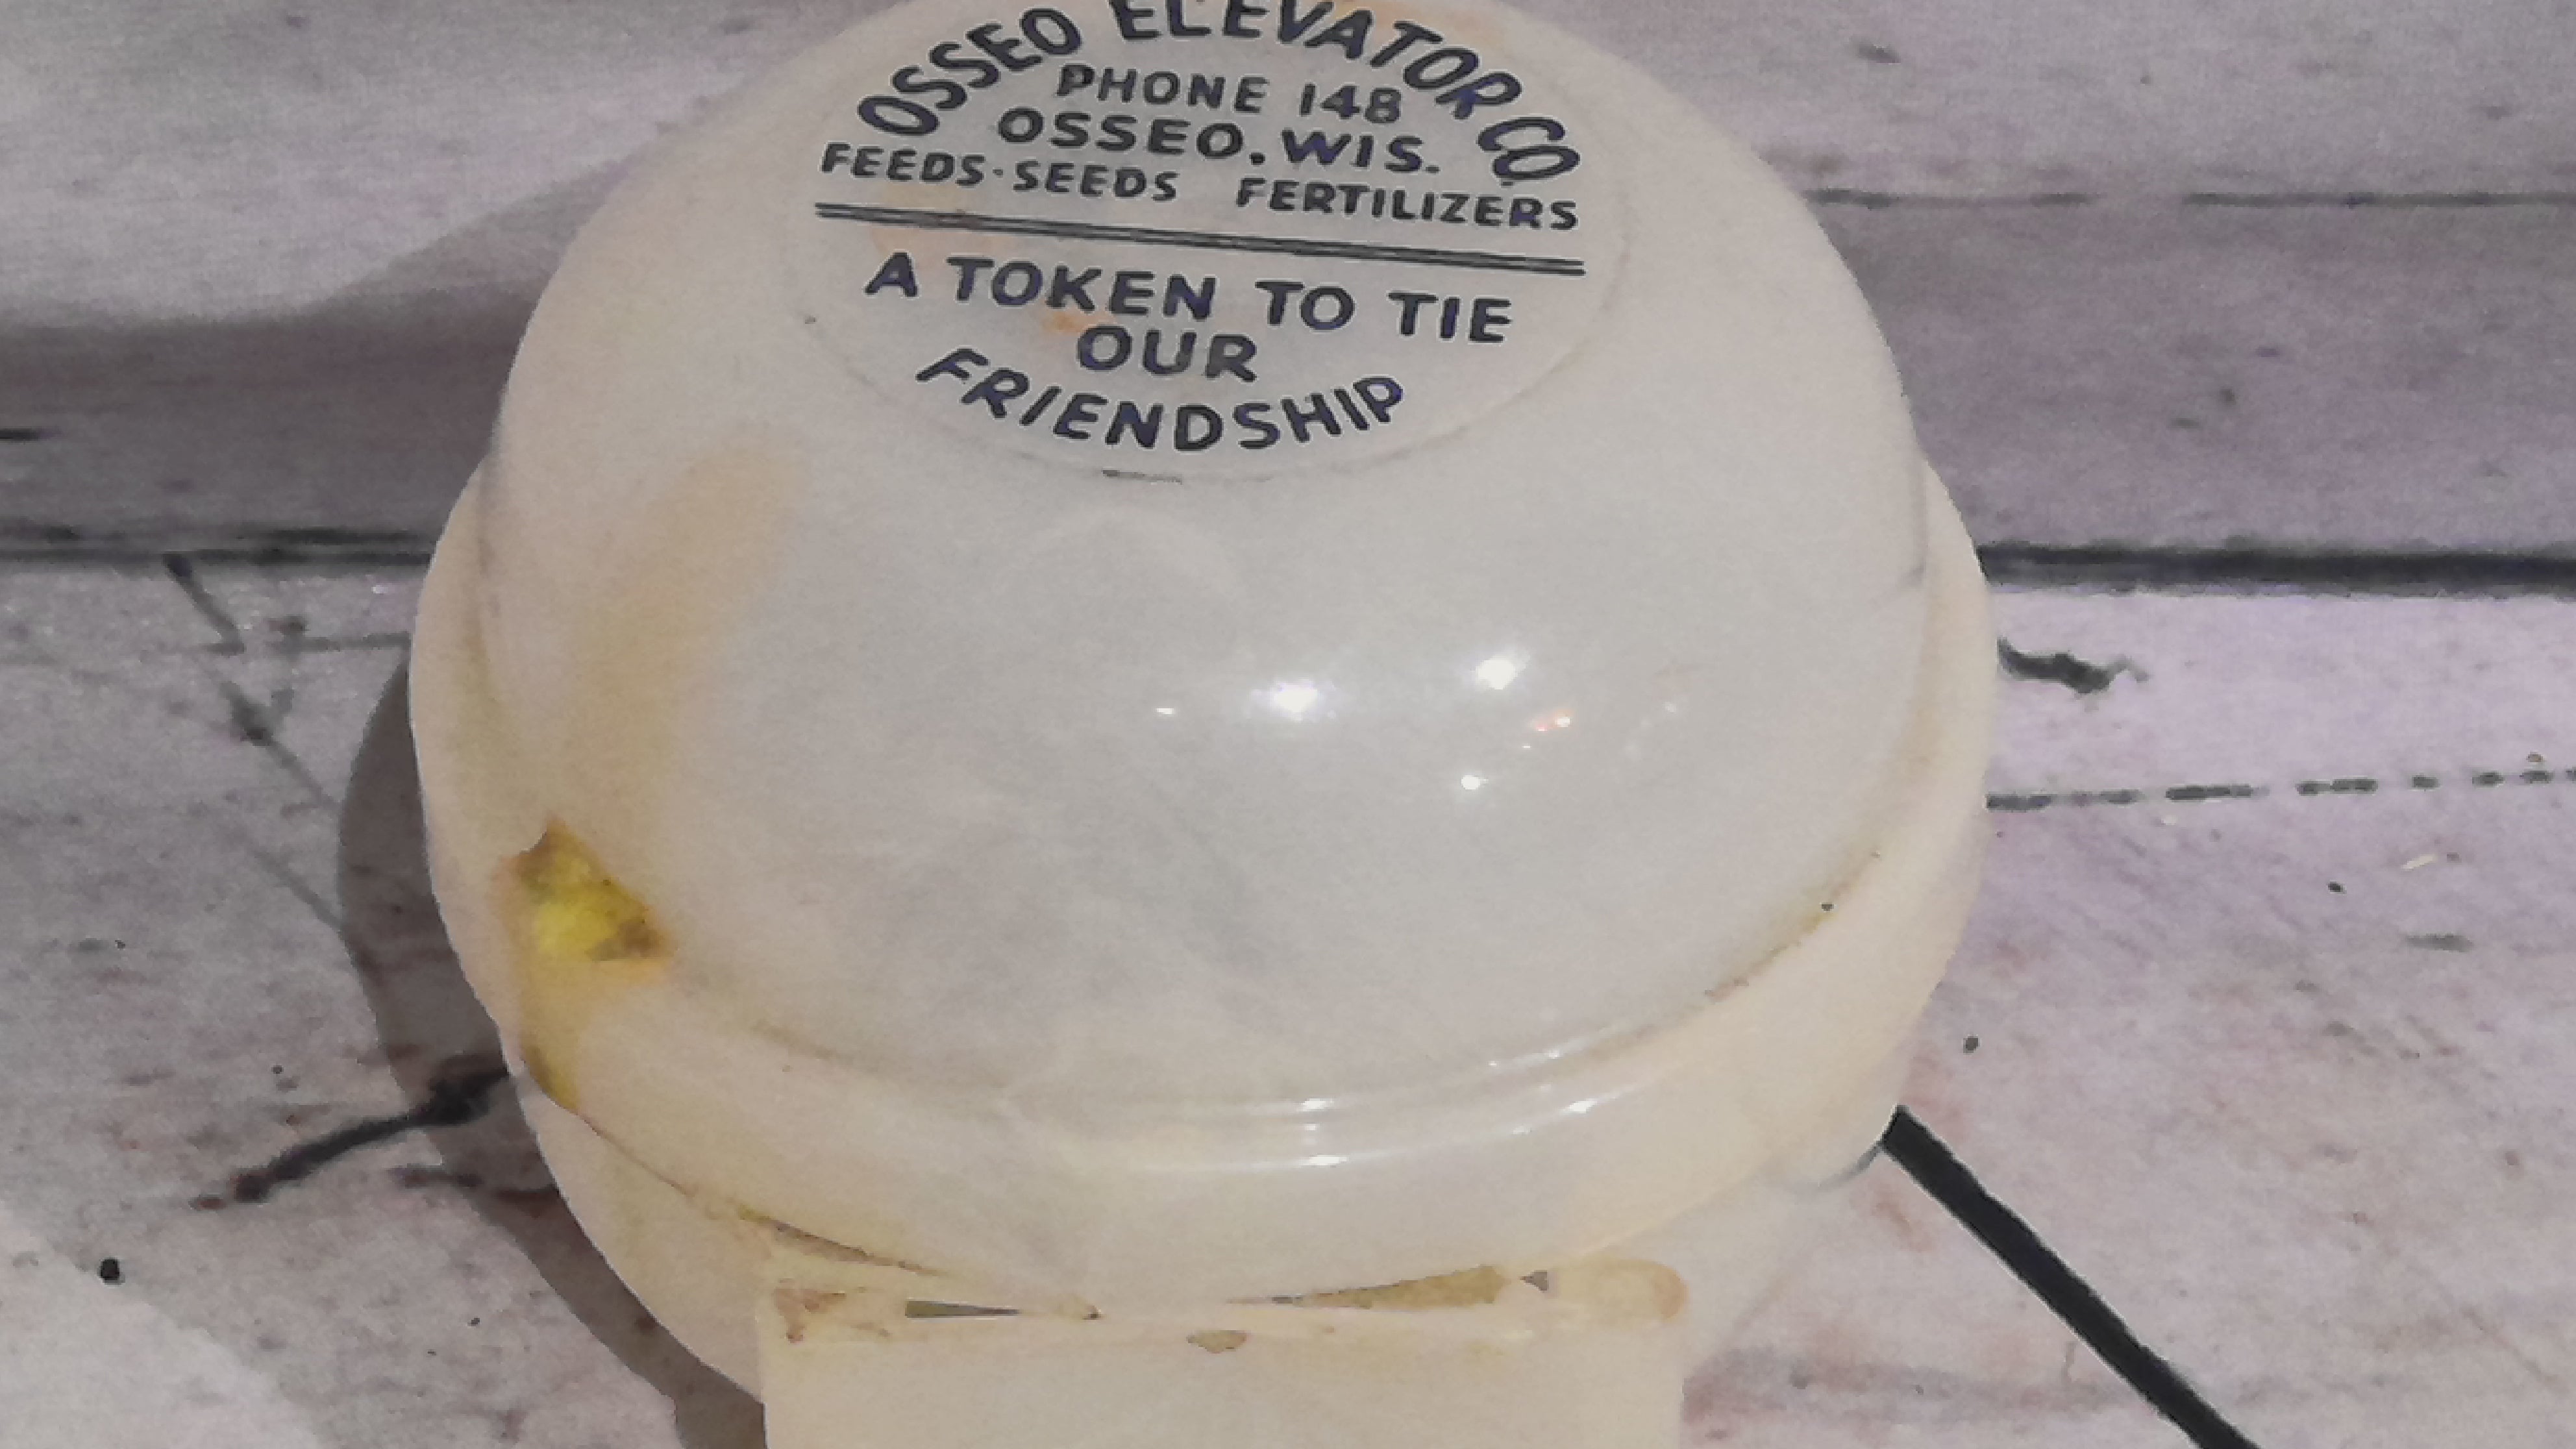 OSSEO ELEVATOR CO
PHONE 148
OSSEO, WIS.
FEEDS·SEEDS FERTILIZERS
A TOKEN TO TIE
OUR
FRIENDSHIP